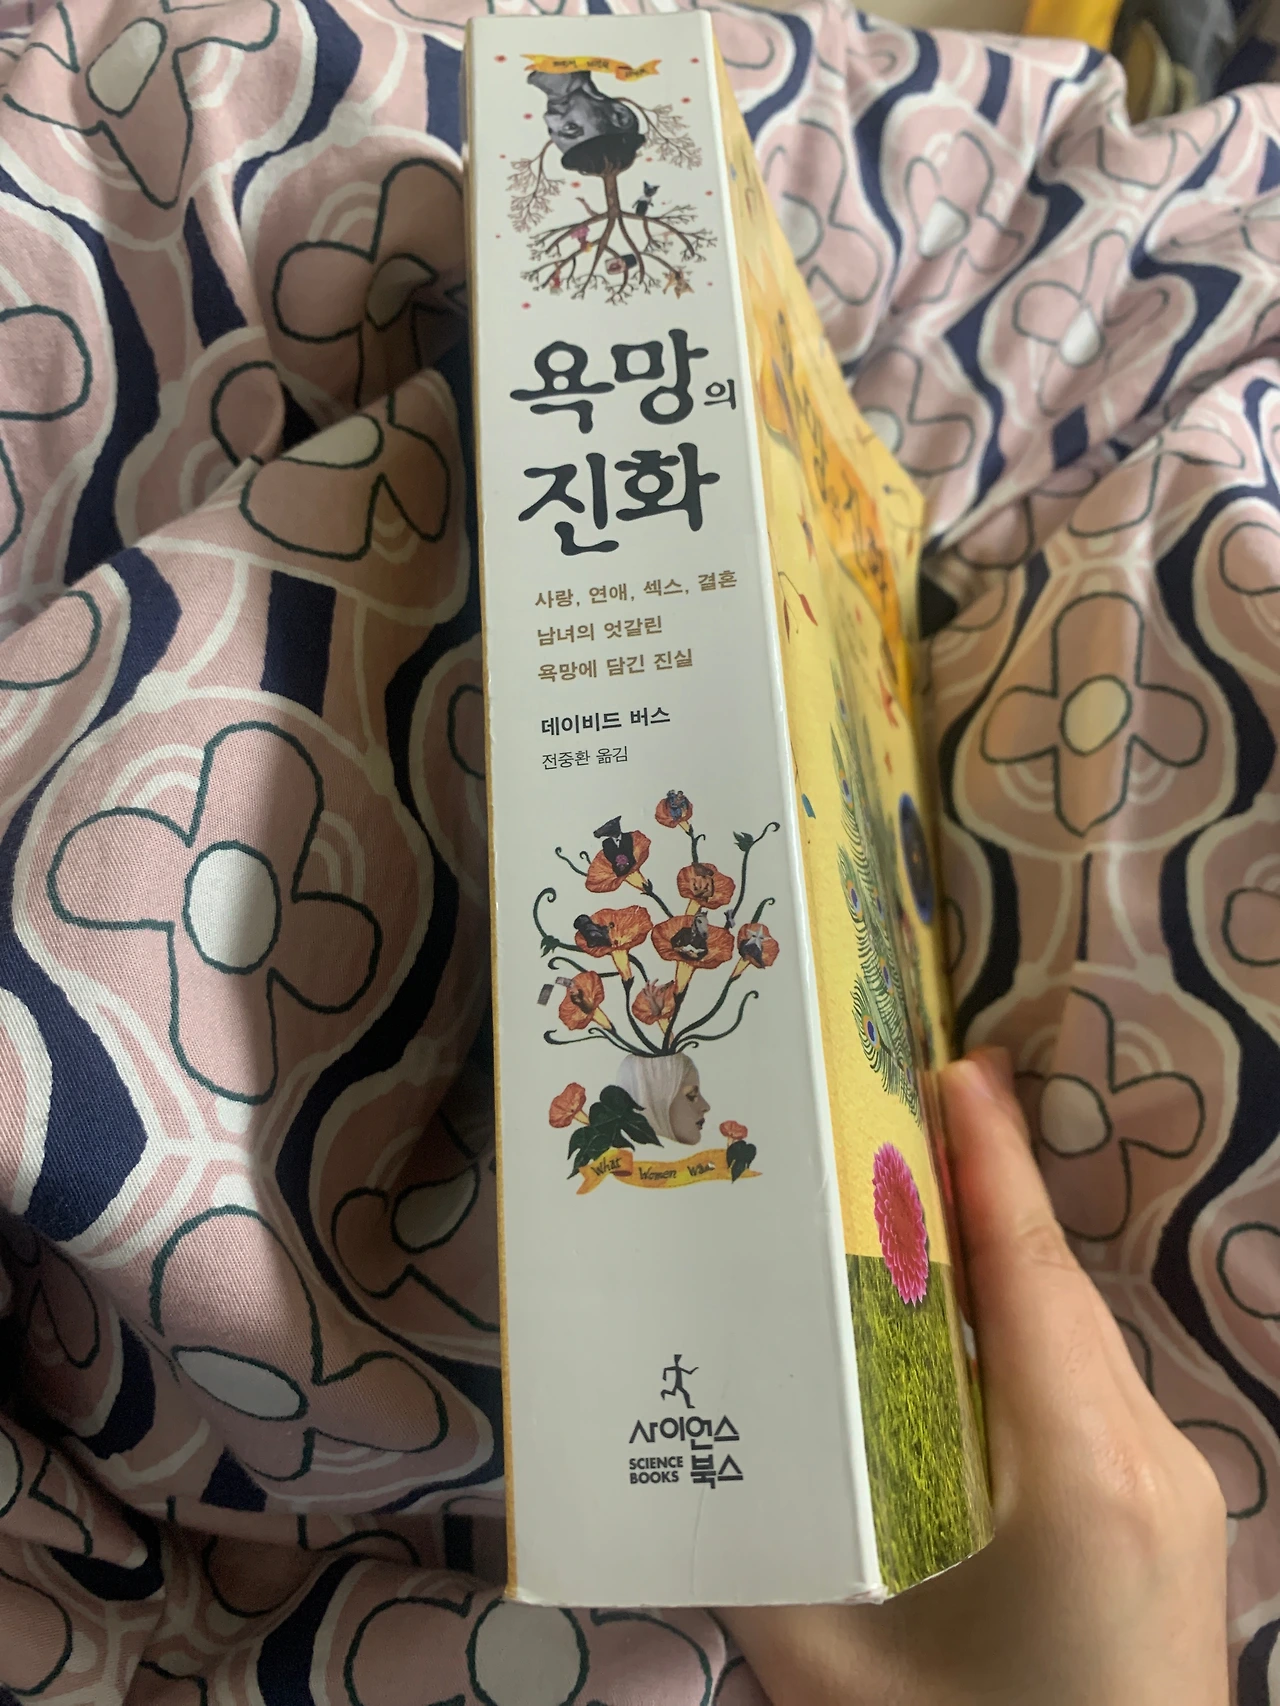 욕망의
진화
사랑, 연애, 섹스, 결혼
남녀의 엇갈린
욕망에 담긴 진실
데이비드 버스
전중환 옮김
What Women Wan
사이언스
SCIENCE
BOOKS 북스